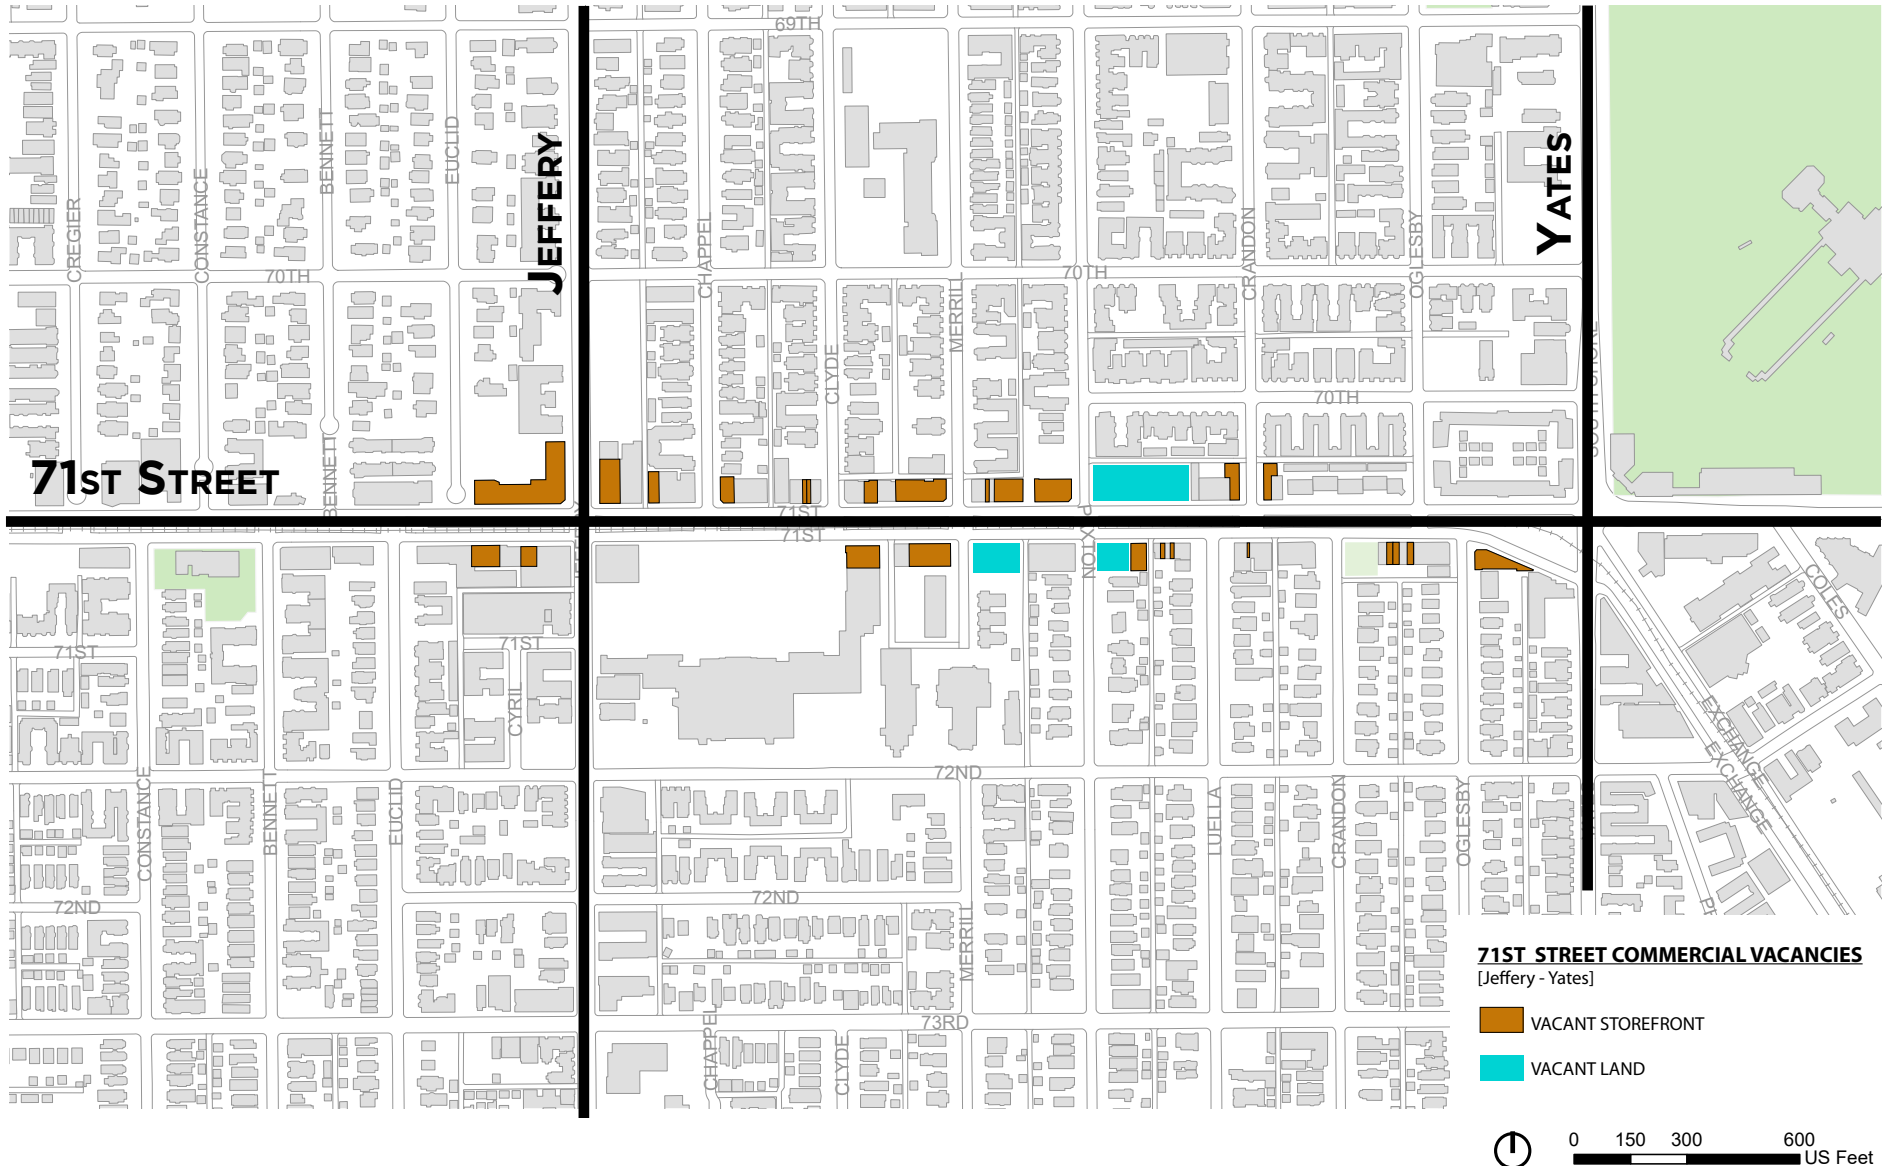 69TH
BENNETT
EUCLID
JEFFERY
YATES
CREGIER
CONSTANCE
CHAPPEL
CRANDON
OGLESBY
70TH
70TH
MERRILL
CLYDE
70TH
71ST STREET
BENNETT
71ST
71ST
71ST
71ST
CYRIL
COLES
EXCHANGE
EXCHANGE
72ND
CONSTANCE
BENNETT
EUCLID
LUELLA
CRANDON
OGLESBY
72ND
72ND
MERRILL
73RD
CHAPPEL
CLYDE
71ST STREET COMMERCIAL VACANCIES
[Jeffery - Yates]
VACANT STOREFRONT
VACANT LAND
0 150 300 600
US Feet